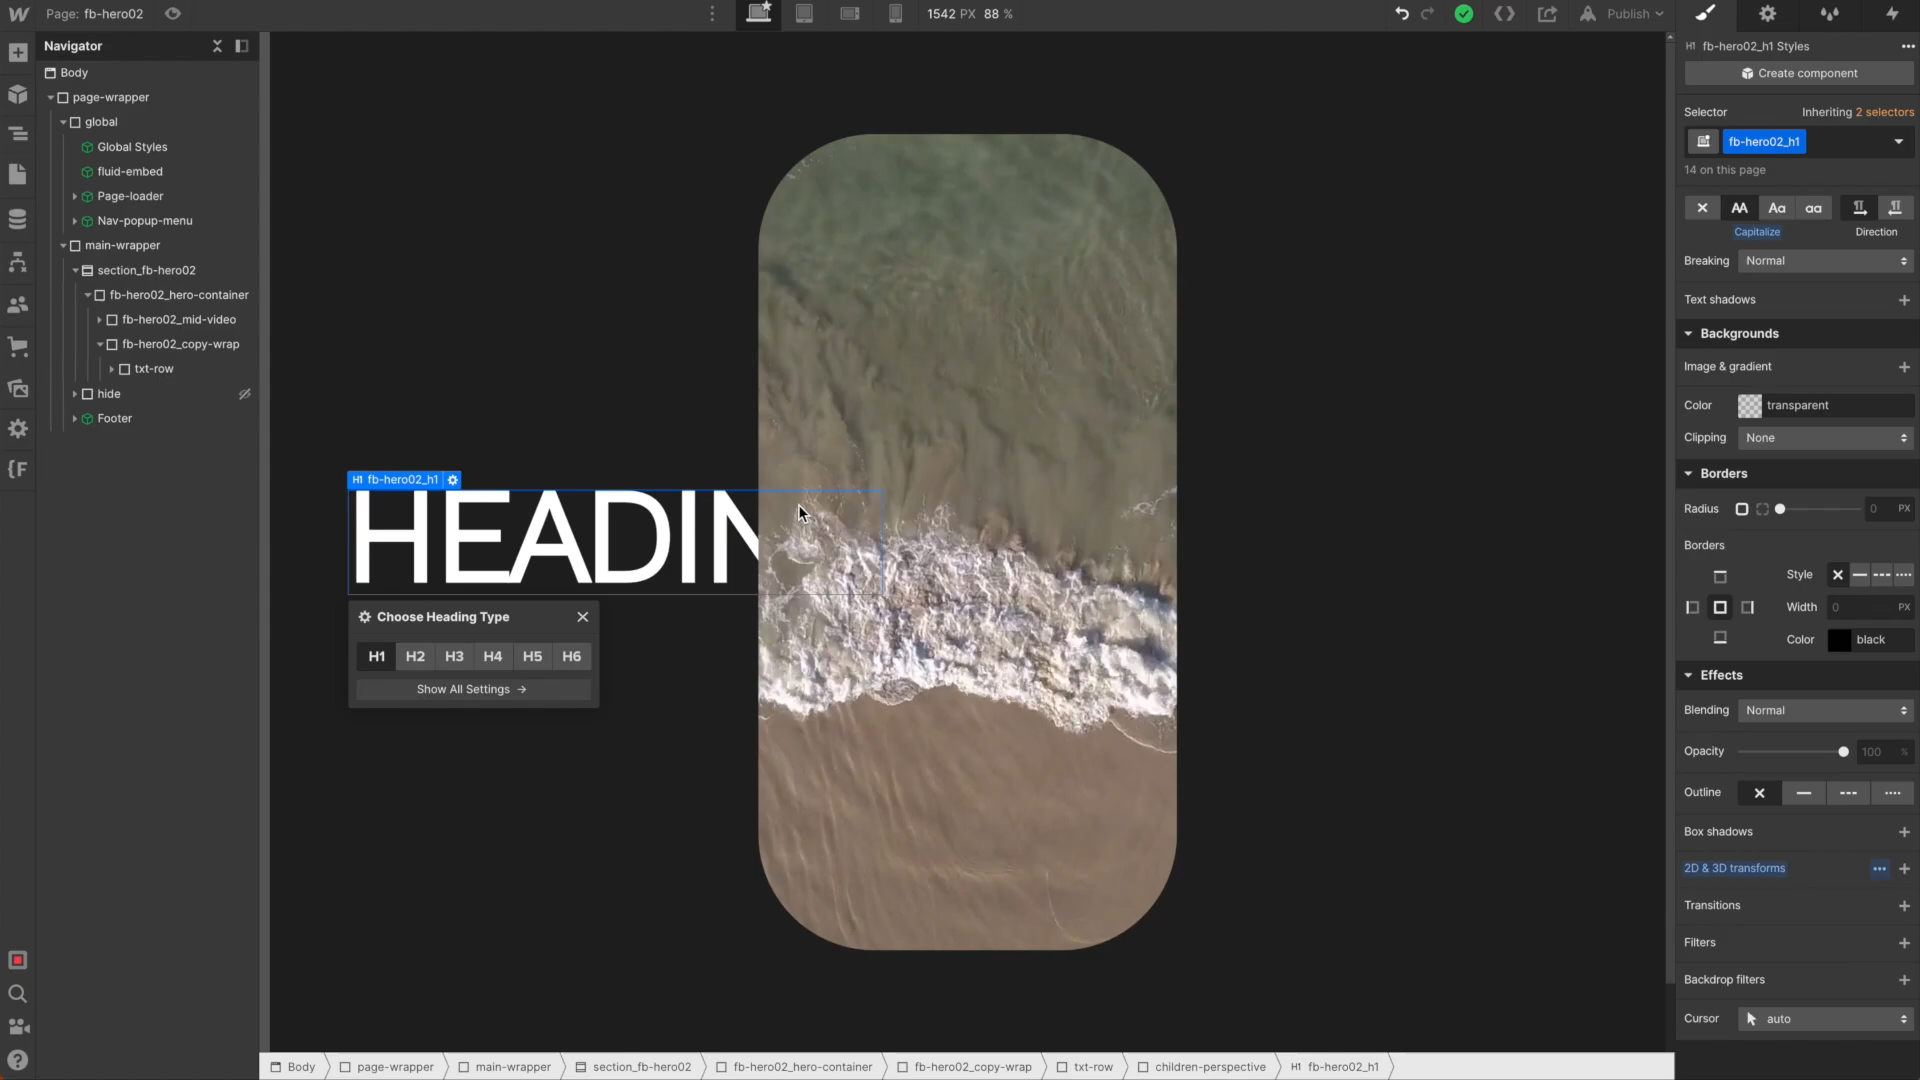 Page: fb-hero02
1542 PX 88 %
Publish
Navigator
Body
page-wrapper
global
Global Styles
fluid-embed
Page-loader
Nav-popup-menu
main-wrapper
section_fb-hero02
fb-hero02_hero-container
fb-hero02_mid-video
fb-hero02_copy-wrap
txt-row
hide
Footer
H1 fb-hero02_h1
HEADIN
Choose Heading Type
H1 H2 H3 H4 H5 H6
Show All Settings →
H1 fb-hero02_h1 Styles
Create component
Selector Inheriting 2 selectors
fb-hero02_h1
14 on this page
AA Aa aa
Capitalize Direction
Breaking Normal
Text shadows
Backgrounds
Image & gradient
Color transparent
Clipping None
Borders
Radius 0 PX
Borders
Style
Width 0 PX
Color black
Effects
Blending Normal
Opacity 100 %
Outline
Box shadows
2D & 3D transforms
Transitions
Filters
Backdrop filters
Cursor auto
Body page-wrapper main-wrapper section_fb-hero02 fb-hero02_hero-container fb-hero02_copy-wrap txt-row children-perspective H1 fb-hero02_h1